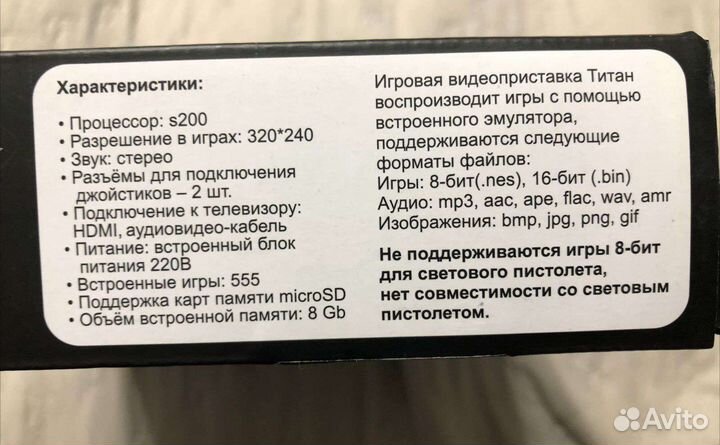 Характеристики:
• Процессор: s200
• Разрешение в играх: 320*240
• Звук: стерео
• Разъёмы для подключения
джойстиков – 2 шт.
• Подключение к телевизору:
HDMI, аудиовидео-кабель
• Питание: встроенный блок
питания 220В
• Встроенные игры: 555
• Поддержка карт памяти microSD
• Объём встроенной памяти: 8 Gb
Игровая видеоприставка Титан
воспроизводит игры с помощью
встроенного эмулятора,
поддерживаются следующие
форматы файлов:
Игры: 8-бит(.nes), 16-бит (.bin)
Аудио: mp3, aac, ape, flac, wav, amr
Изображения: bmp, jpg, png, gif
Не поддерживаются игры 8-бит
для светового пистолета,
нет совместимости со световым
пистолетом.
Avito